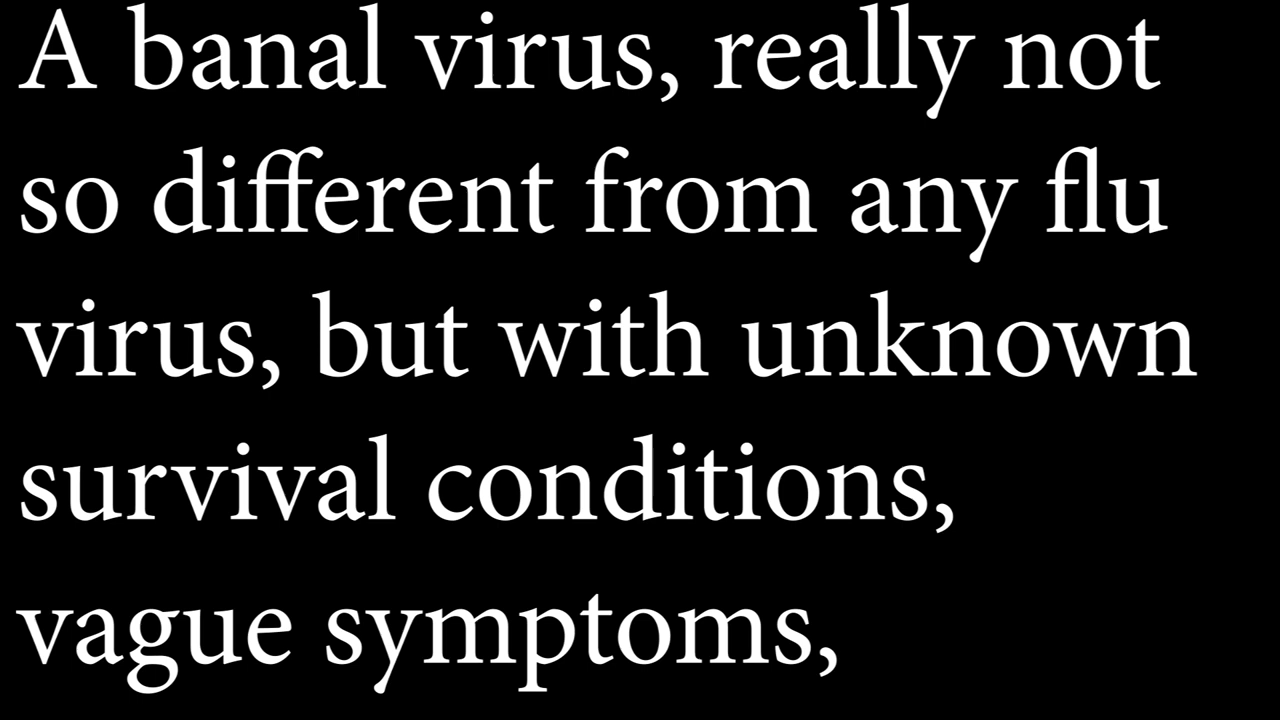 A banal virus, really not
so different from any flu
virus, but with unknown
survival conditions,
vague symptoms,